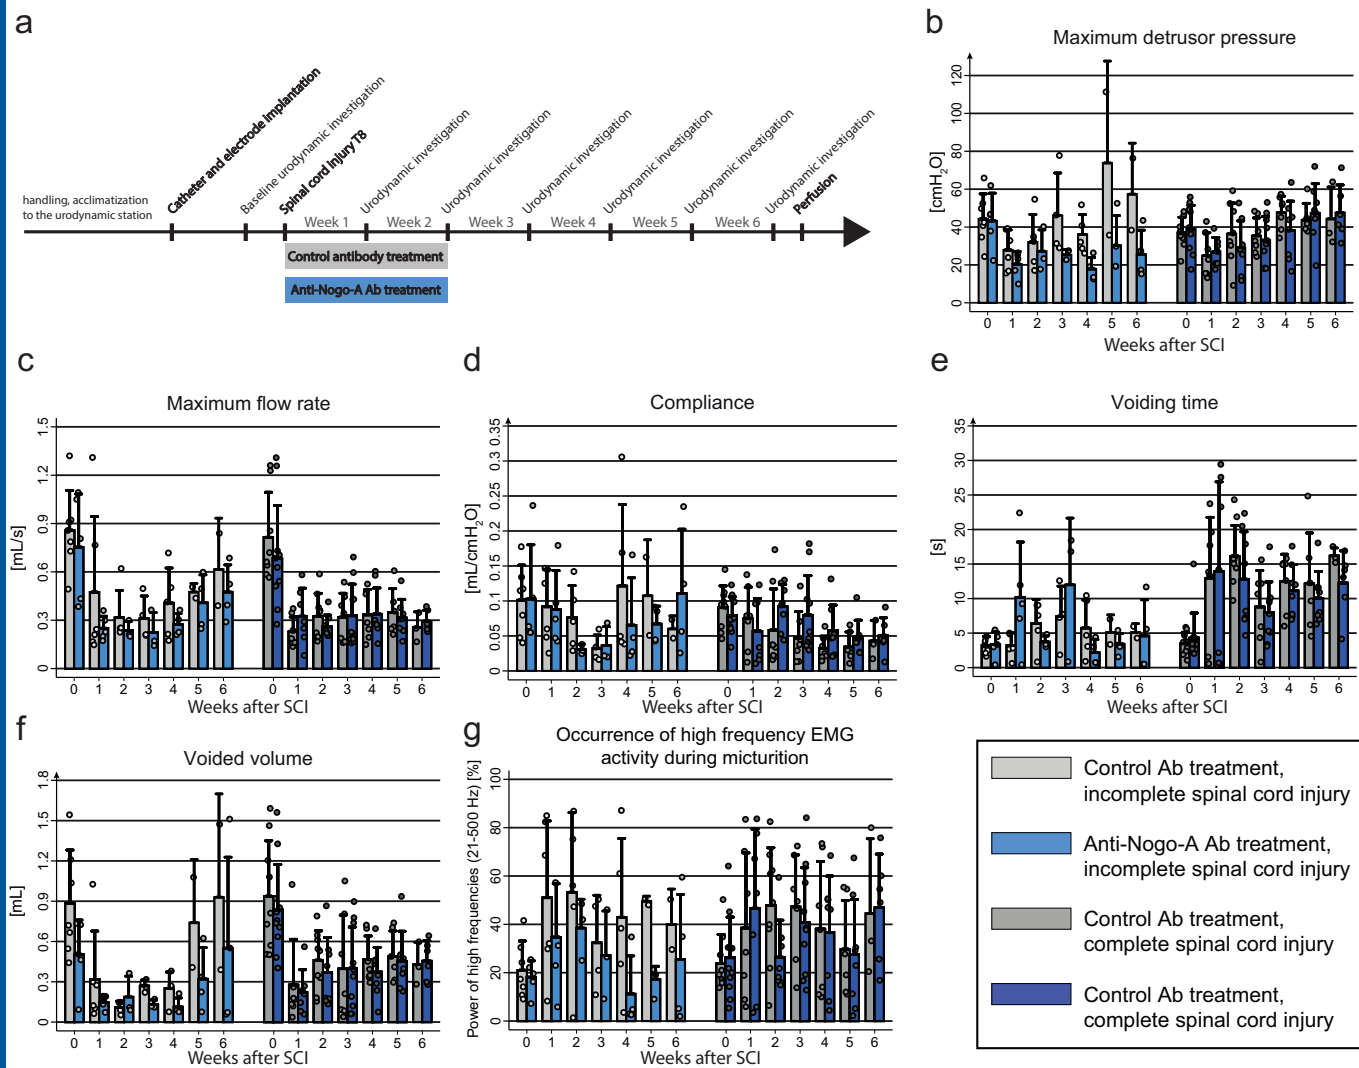 a
handling, acclimatization
to the urodynamic station
Catheter and electrode implantation
Baseline urodynamic investigation
Spinal cord injury T8
Urodynamic investigation
Urodynamic investigation
Urodynamic investigation
Urodynamic investigation
Urodynamic investigation
Urodynamic investigation
Perfusion
Week 1
Week 2
Week 3
Week 4
Week 5
Week 6
Control antibody treatment
Anti-Nogo-A Ab treatment
b
Maximum detrusor pressure
[cmH2O]
120
100
80
60
40
20
0
0 1 2 3 4 5 6 0 1 2 3 4 5 6
Weeks after SCI
c
Maximum flow rate
[mL/s]
1.5
1.2
0.9
0.6
0.3
0
0 1 2 3 4 5 6 0 1 2 3 4 5 6
Weeks after SCI
d
Compliance
[mL/cmH2O]
0.35
0.3
0.25
0.2
0.15
0.1
0.05
0
0 1 2 3 4 5 6 0 1 2 3 4 5 6
Weeks after SCI
e
Voiding time
[s]
35
30
25
20
15
10
5
0
0 1 2 3 4 5 6 0 1 2 3 4 5 6
Weeks after SCI
f
Voided volume
[mL]
1.8
1.5
1.2
0.9
0.6
0.3
0
0 1 2 3 4 5 6 0 1 2 3 4 5 6
Weeks after SCI
g
Occurrence of high frequency EMG
activity during micturition
Power of high frequencies (21-500 Hz) [%]
100
80
60
40
20
0
0 1 2 3 4 5 6 0 1 2 3 4 5 6
Weeks after SCI
Control Ab treatment,
incomplete spinal cord injury
Anti-Nogo-A Ab treatment,
incomplete spinal cord injury
Control Ab treatment,
complete spinal cord injury
Control Ab treatment,
complete spinal cord injury